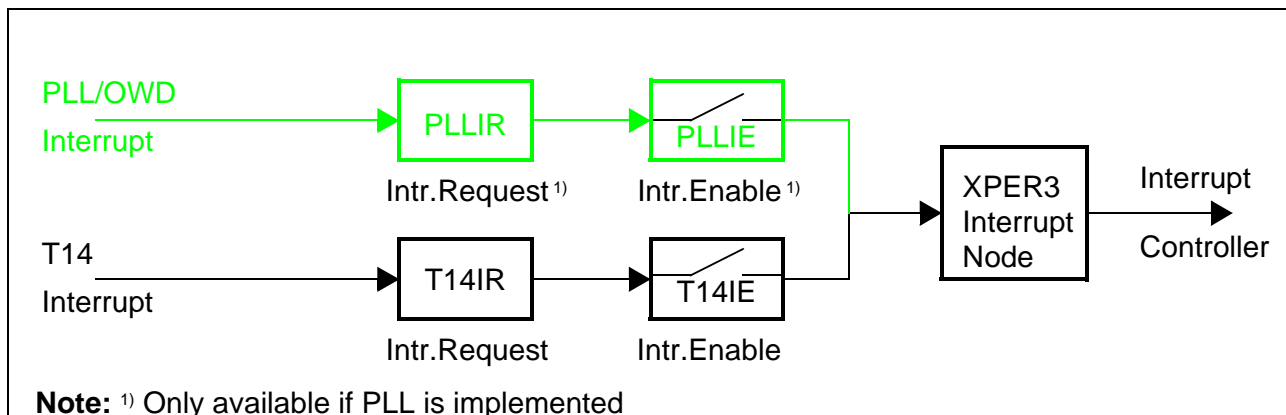 PLL/OWD
Interrupt
PLLIR
PLLIE
Intr.Request 1)
Intr.Enable 1)
XPER3
Interrupt
Node
Interrupt
Controller
T14
Interrupt
T14IR
T14IE
Intr.Request
Intr.Enable
Note: 1) Only available if PLL is implemented